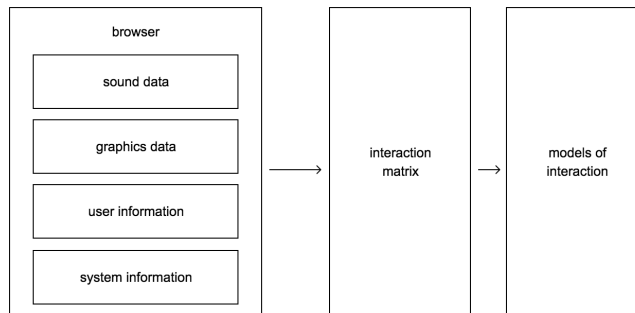 browser
sound data
graphics data
user information
system information
interaction
matrix
models of
interaction